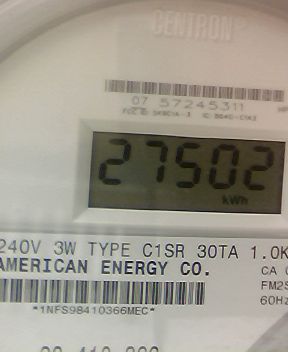 CENTRON®
07 57245311
27502
kWh
240V 3W TYPE C1SR 30TA 1.0K
AMERICAN ENERGY CO.
CA 
FM2S
60Hz
*1NFS98410366MEC*